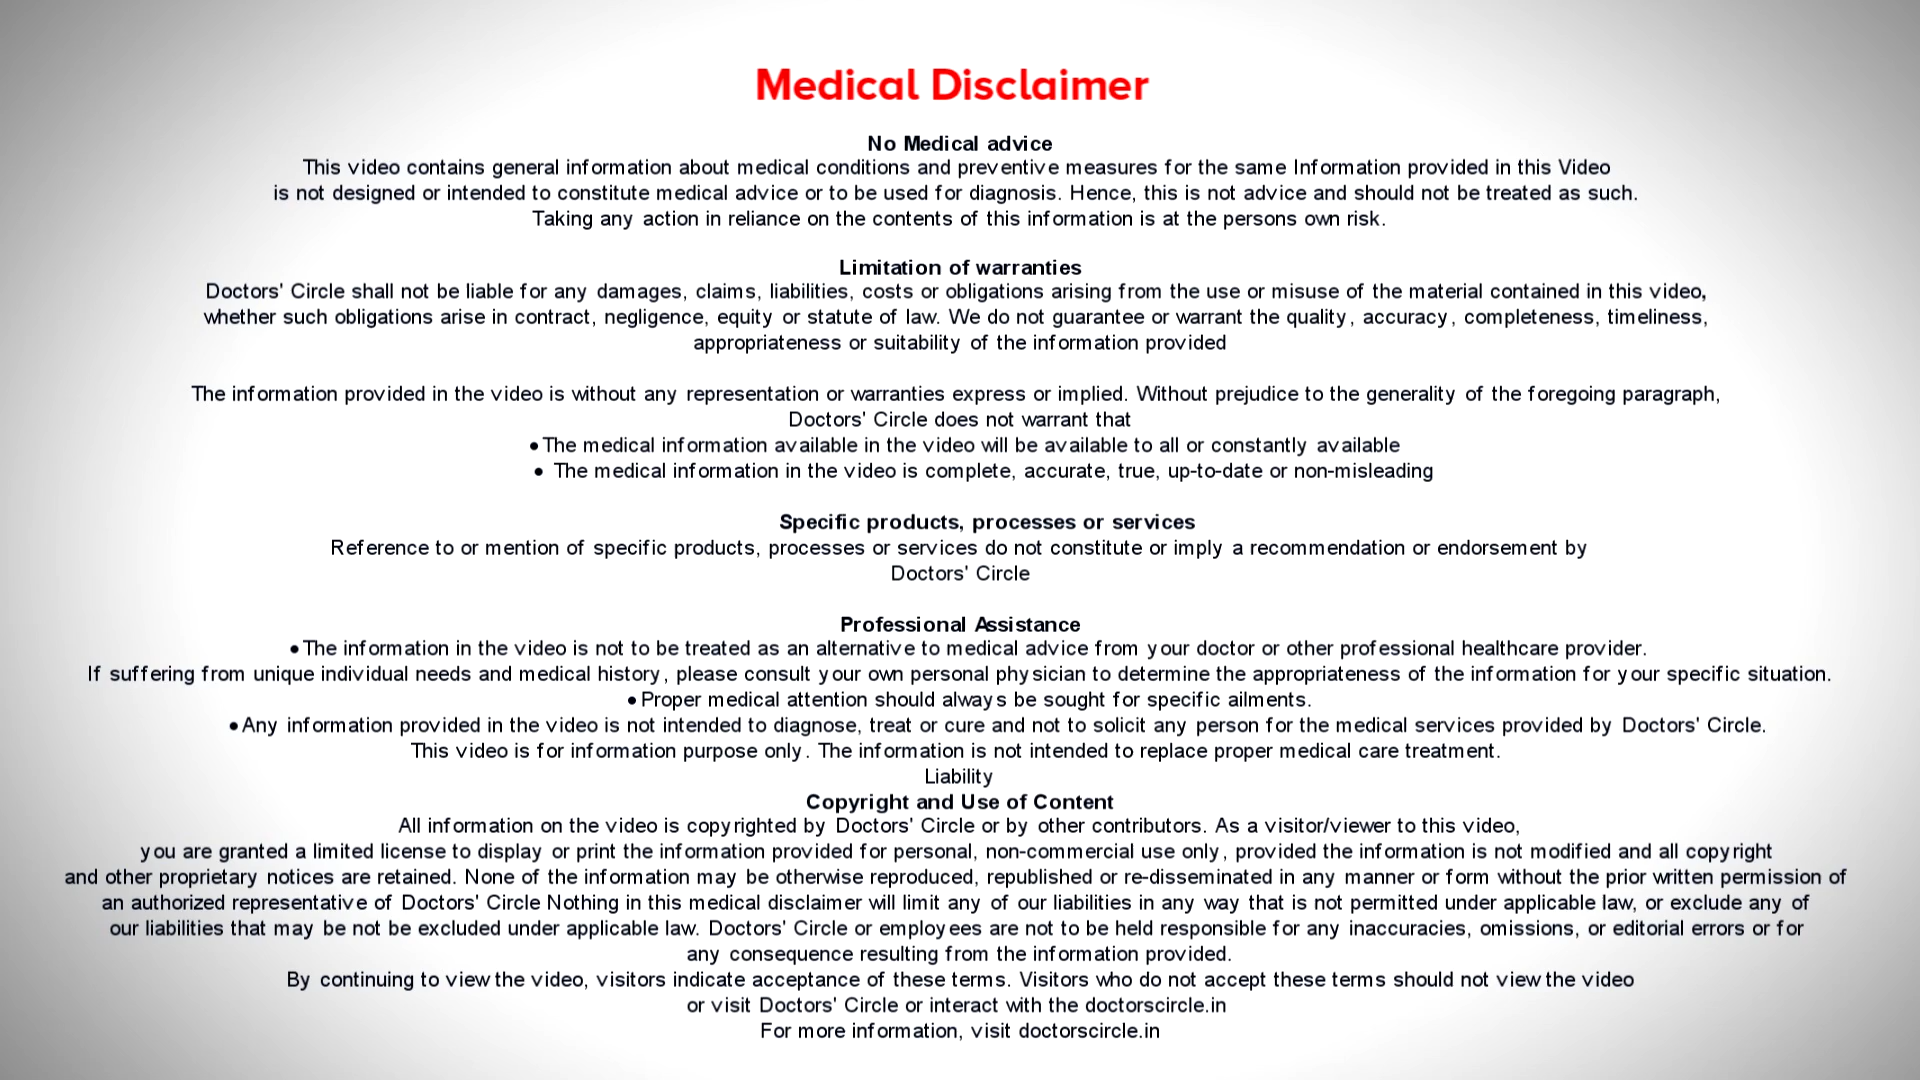 Medical Disclaimer
No Medical advice
This video contains general information about medical conditions and preventive measures for the same Information provided in this Video
is not designed or intended to constitute medical advice or to be used for diagnosis. Hence, this is not advice and should not be treated as such.
Taking any action in reliance on the contents of this information is at the persons own risk.
Limitation of warranties
Doctors' Circle shall not be liable for any damages, claims, liabilities, costs or obligations arising from the use or misuse of the material contained in this video,
whether such obligations arise in contract, negligence, equity or statute of law. We do not guarantee or warrant the quality, accuracy, completeness, timeliness,
appropriateness or suitability of the information provided
The information provided in the video is without any representation or warranties express or implied. Without prejudice to the generality of the foregoing paragraph,
Doctors' Circle does not warrant that
•The medical information available in the video will be available to all or constantly available
• The medical information in the video is complete, accurate, true, up-to-date or non-misleading
Specific products, processes or services
Reference to or mention of specific products, processes or services do not constitute or imply a recommendation or endorsement by
Doctors' Circle
Professional Assistance
•The information in the video is not to be treated as an alternative to medical advice from your doctor or other professional healthcare provider.
If suffering from unique individual needs and medical history, please consult your own personal physician to determine the appropriateness of the information for your specific situation.
•Proper medical attention should always be sought for specific ailments.
•Any information provided in the video is not intended to diagnose, treat or cure and not to solicit any person for the medical services provided by Doctors' Circle.
This video is for information purpose only. The information is not intended to replace proper medical care treatment.
Liability
Copyright and Use of Content
All information on the video is copyrighted by Doctors' Circle or by other contributors. As a visitor/viewer to this video,
you are granted a limited license to display or print the information provided for personal, non-commercial use only, provided the information is not modified and all copyright
and other proprietary notices are retained. None of the information may be otherwise reproduced, republished or re-disseminated in any manner or form without the prior written permission of
an authorized representative of Doctors' Circle Nothing in this medical disclaimer will limit any of our liabilities in any way that is not permitted under applicable law, or exclude any of
our liabilities that may be not be excluded under applicable law. Doctors' Circle or employees are not to be held responsible for any inaccuracies, omissions, or editorial errors or for
any consequence resulting from the information provided.
By continuing to view the video, visitors indicate acceptance of these terms. Visitors who do not accept these terms should not view the video
or visit Doctors' Circle or interact with the doctorscircle.in
For more information, visit doctorscircle.in